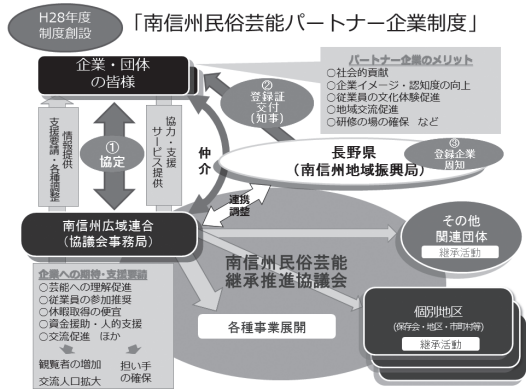 H28年度
制度創設
「南信州民俗芸能パートナー企業制度」
企業・団体
の皆様
②
登録証
交付
(知事)
パートナー企業のメリット
○社会的貢献
○企業イメージ・認知度の向上
○従業員の文化体験促進
○地域交流促進
○研修の場の確保 など
情報提供
支援要請・各種調整
①
協定
協力・支援
サービス提供
仲介
長野県
(南信州地域振興局)
③
登録企業
周知
連携
調整
南信州広域連合
(協議会事務局)
その他
関連団体
継承活動
南信州民俗芸能
継承推進協議会
企業への期待・支援要請
○芸能への理解促進
○従業員の参加推奨
○休暇取得の便宜
○資金援助・人的支援
○交流促進 ほか
観覧者の増加
交流人口拡大
担い手
の確保
各種事業展開
個別地区
(保存会・地区・市町村等)
継承活動